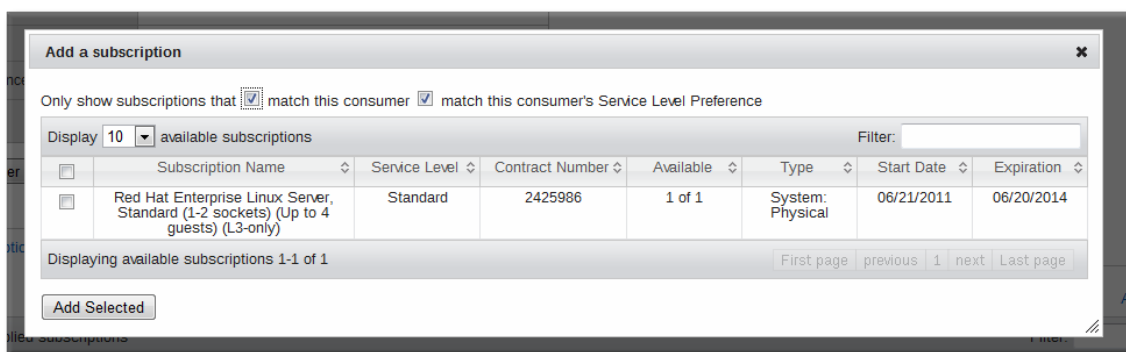 Add a subscription
Only show subscriptions that match this consumer match this consumer's Service Level Preference
Display 10 available subscriptions Filter:
Subscription Name Service Level Contract Number Available Type Start Date Expiration
Red Hat Enterprise Linux Server, Standard 2425986 1 of 1 System: 06/21/2011 06/20/2014
Standard (1-2 sockets) (Up to 4 Physical
guests) (L3-only)
Displaying available subscriptions 1-1 of 1 First page previous 1 next Last page
Add Selected
subscriptions Filter: